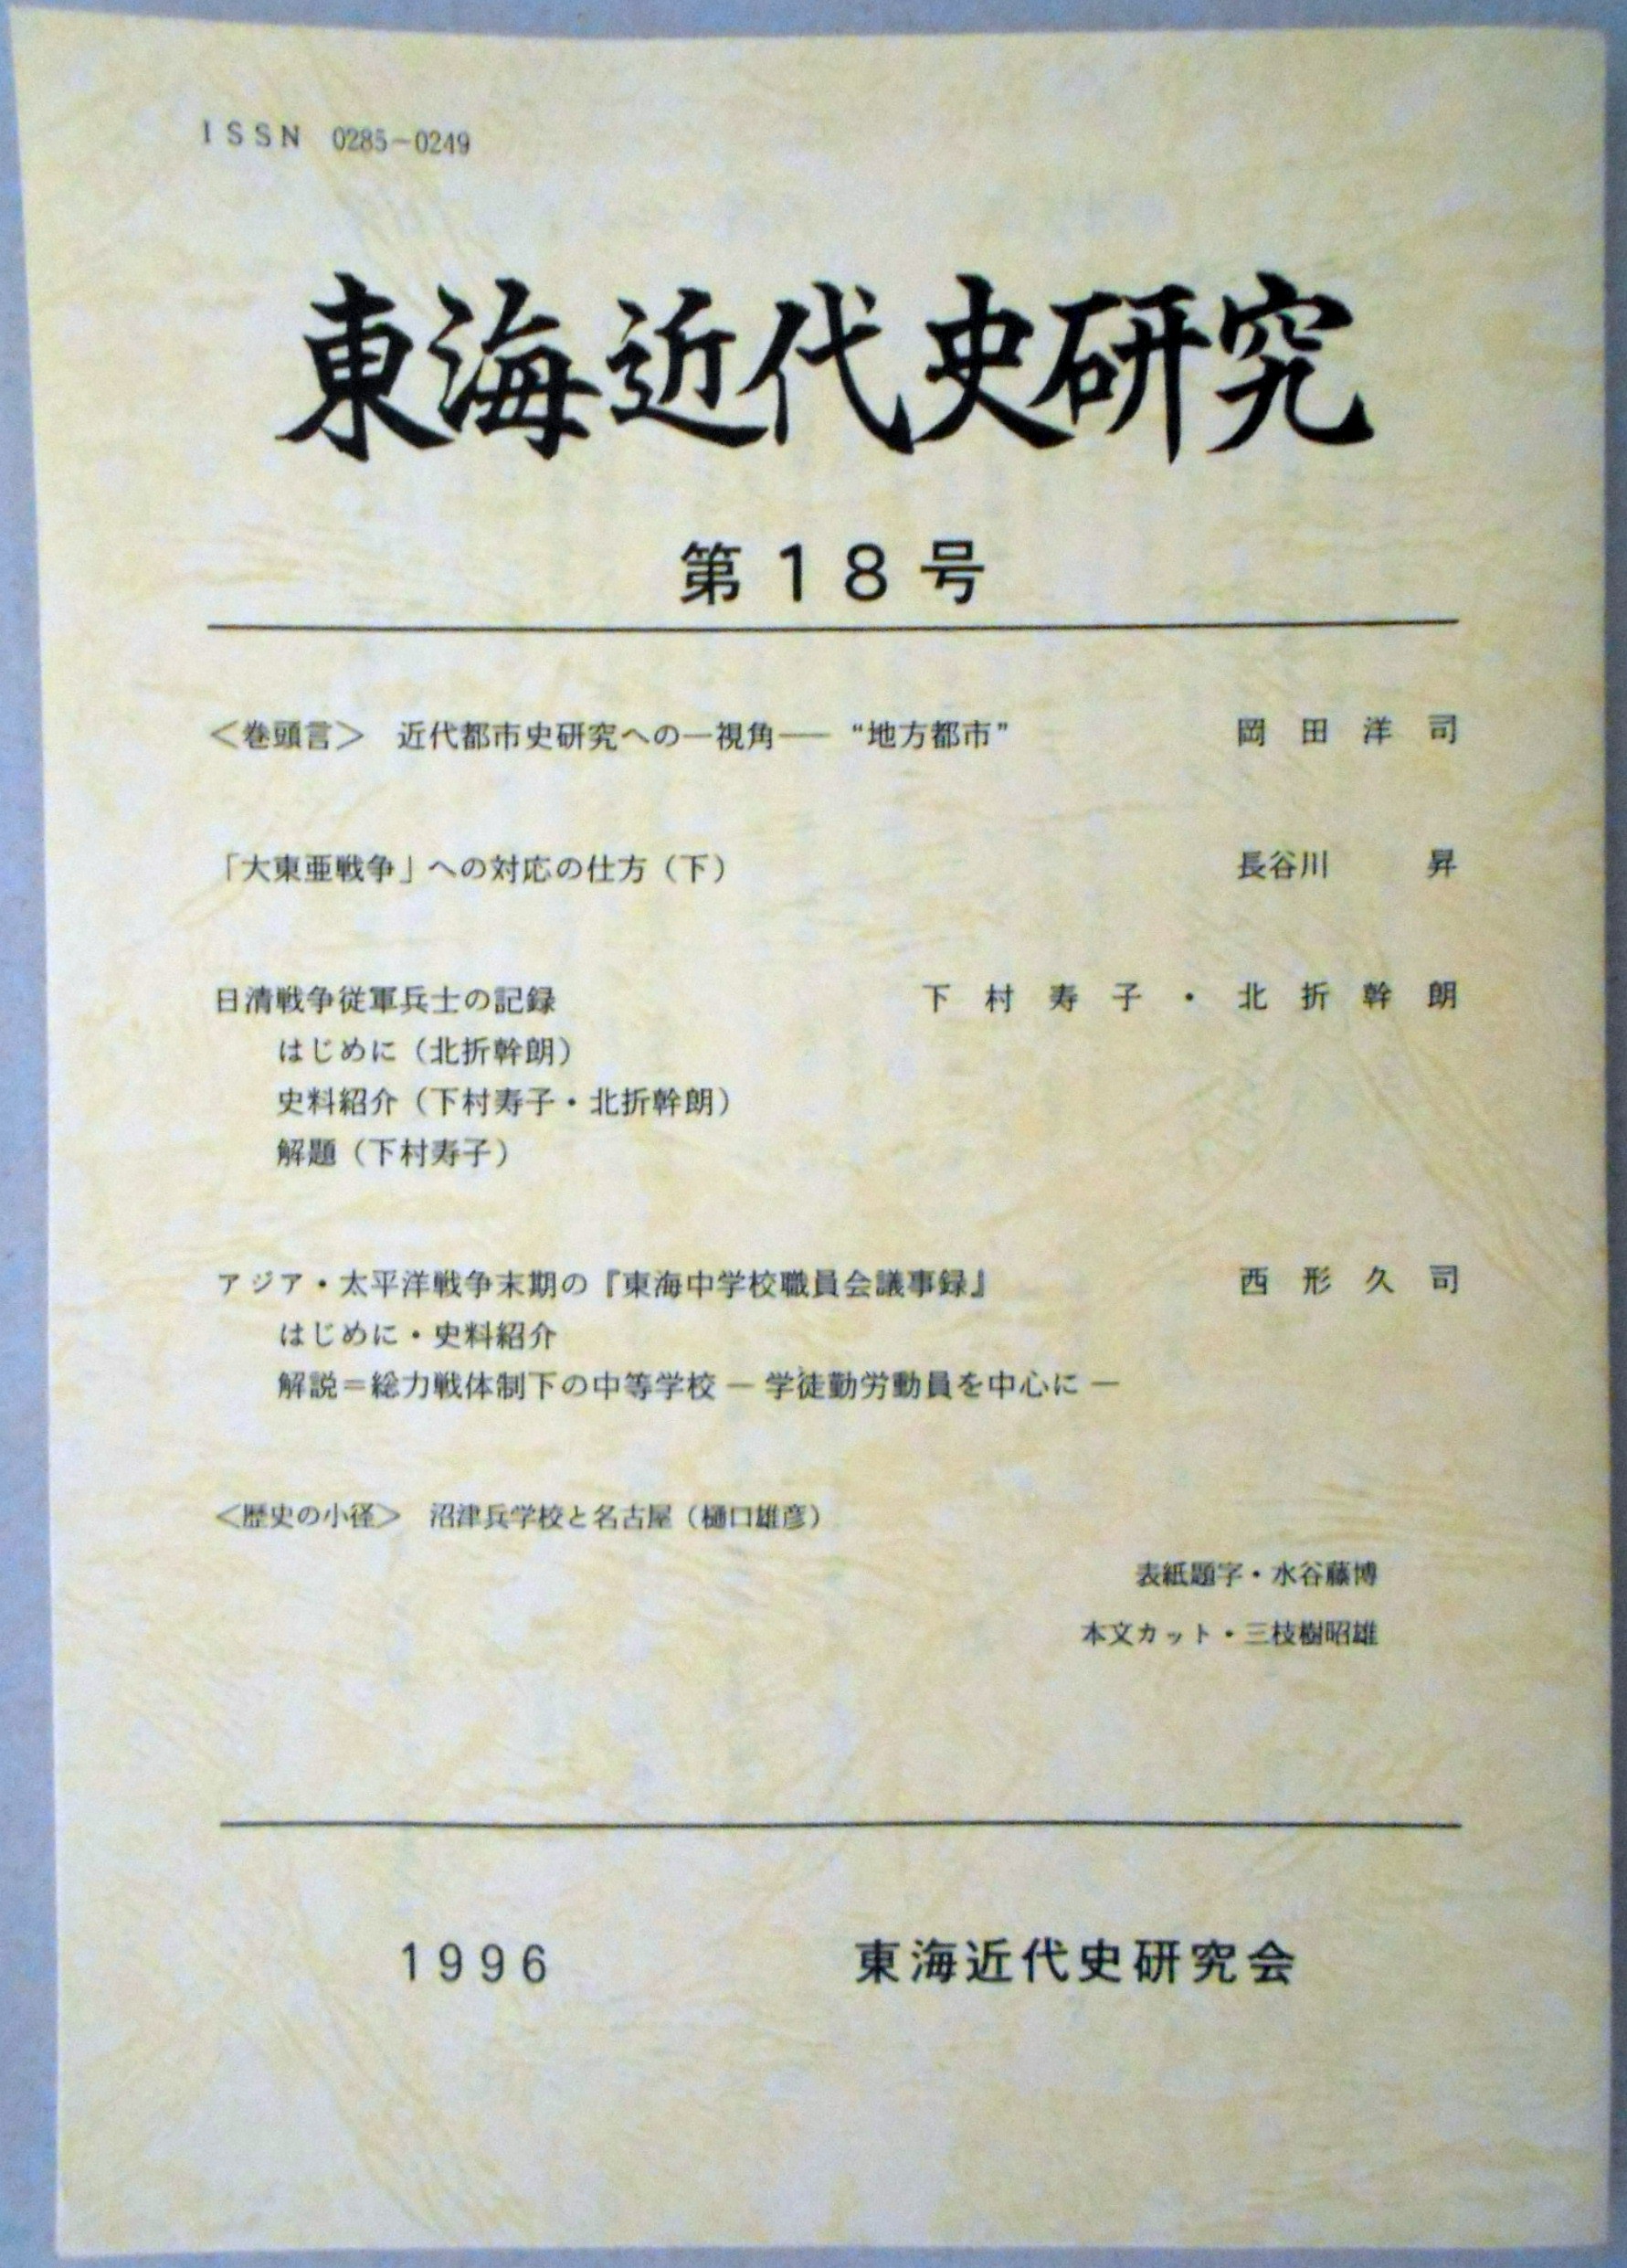 ISSN 0285-0249
東海近代史研究
第18号
＜巻頭言＞ 近代都市史研究への一視角── “地方都市” 岡田洋司
「大東亜戦争」への対応の仕方（下） 長谷川 昇
日清戦争従軍兵士の記録 下村寿子・北折幹朗
はじめに（北折幹朗）
史料紹介（下村寿子・北折幹朗）
解題（下村寿子）
アジア・太平洋戦争末期の『東海中学校職員会議事録』 西形久司
はじめに・史料紹介
解説＝総力戦体制下の中等学校 ― 学徒勤労動員を中心に ―
＜歴史の小径＞ 沼津兵学校と名古屋（樋口雄彦）
表紙題字・水谷藤博
本文カット・三枝樹昭雄
1996 東海近代史研究会